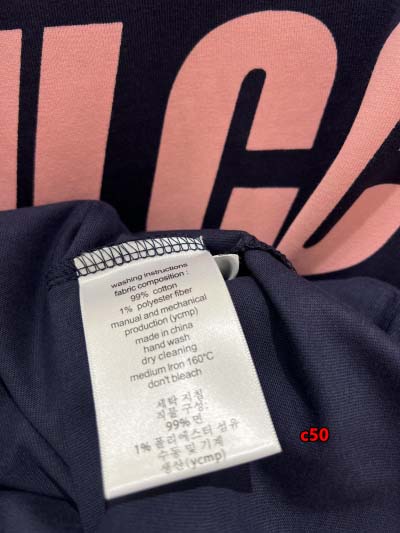 LCO
washing instructions
fabric composition :
99% cotton
1% polyester fiber
manual and mechanical
production (ycmp)
made in china
hand wash
dry cleaning
medium Iron 160°C
don't bleach
세탁 지침
직물 구성:
99% 면
1% 폴리에스터 섬유
수동 및 기계
생산(ycmp)
c50